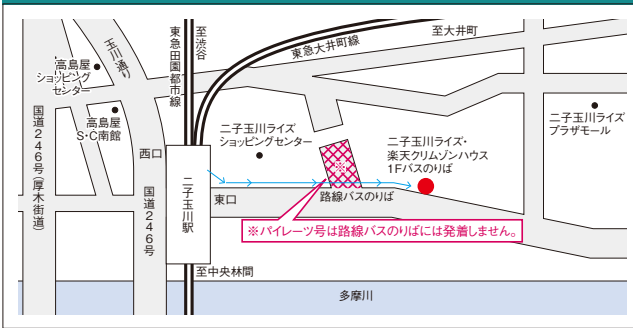 至渋谷
東急田園都市線
至大井町
東急大井町線
玉川通り
高島屋
ショッピング
センター
国道246号(厚木街道)
高島屋
S・C南館
二子玉川ライズ
ショッピングセンター
二子玉川ライズ・
楽天クリムゾンハウス
1Fバスのりば
二子玉川ライズ
プラザモール
西口
国道246号
二子玉川駅
東口
※
路線バスのりば
※パイレーツ号は路線バスのりばには発着しません。
至中央林間
多摩川